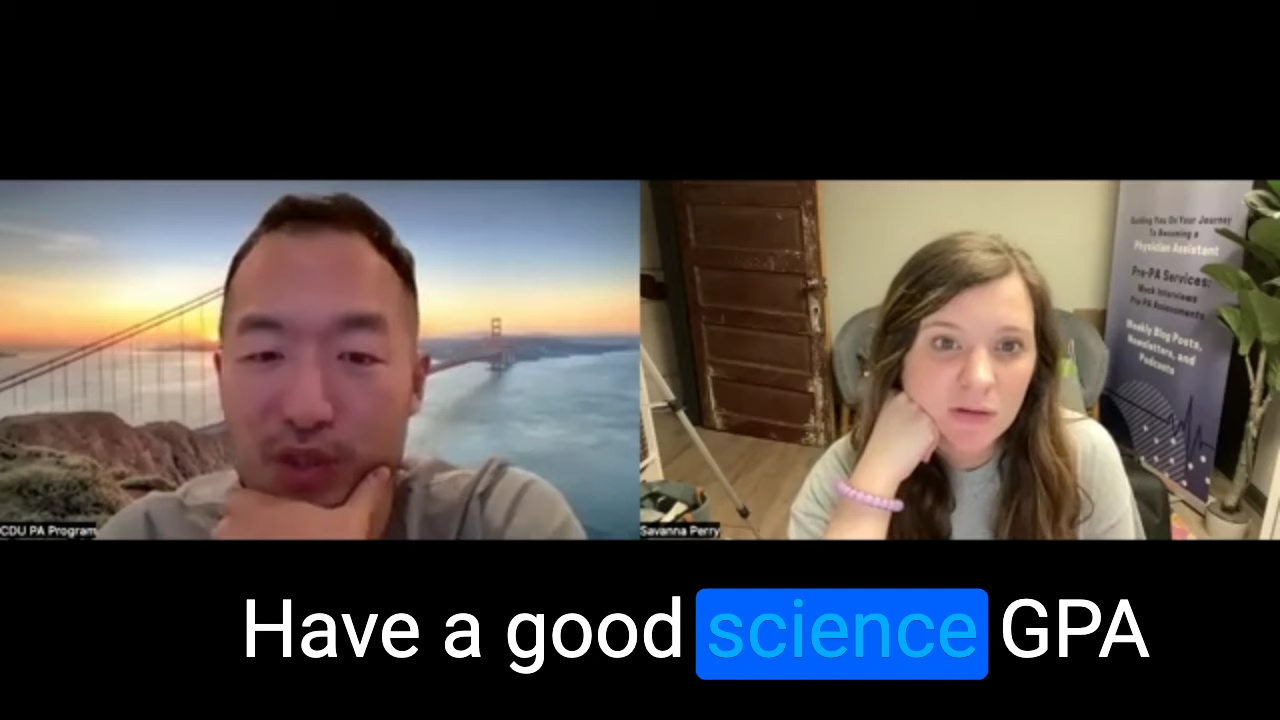 Guiding You On Your Journey
To Becoming a
Physician Assistant
Pre-PA Services:
Mock Interviews
Pre-PA Assessments
Weekly Blog Posts,
Newsletters, and
Podcasts
CDU PA Program
Savanna Perry
Have a good science GPA